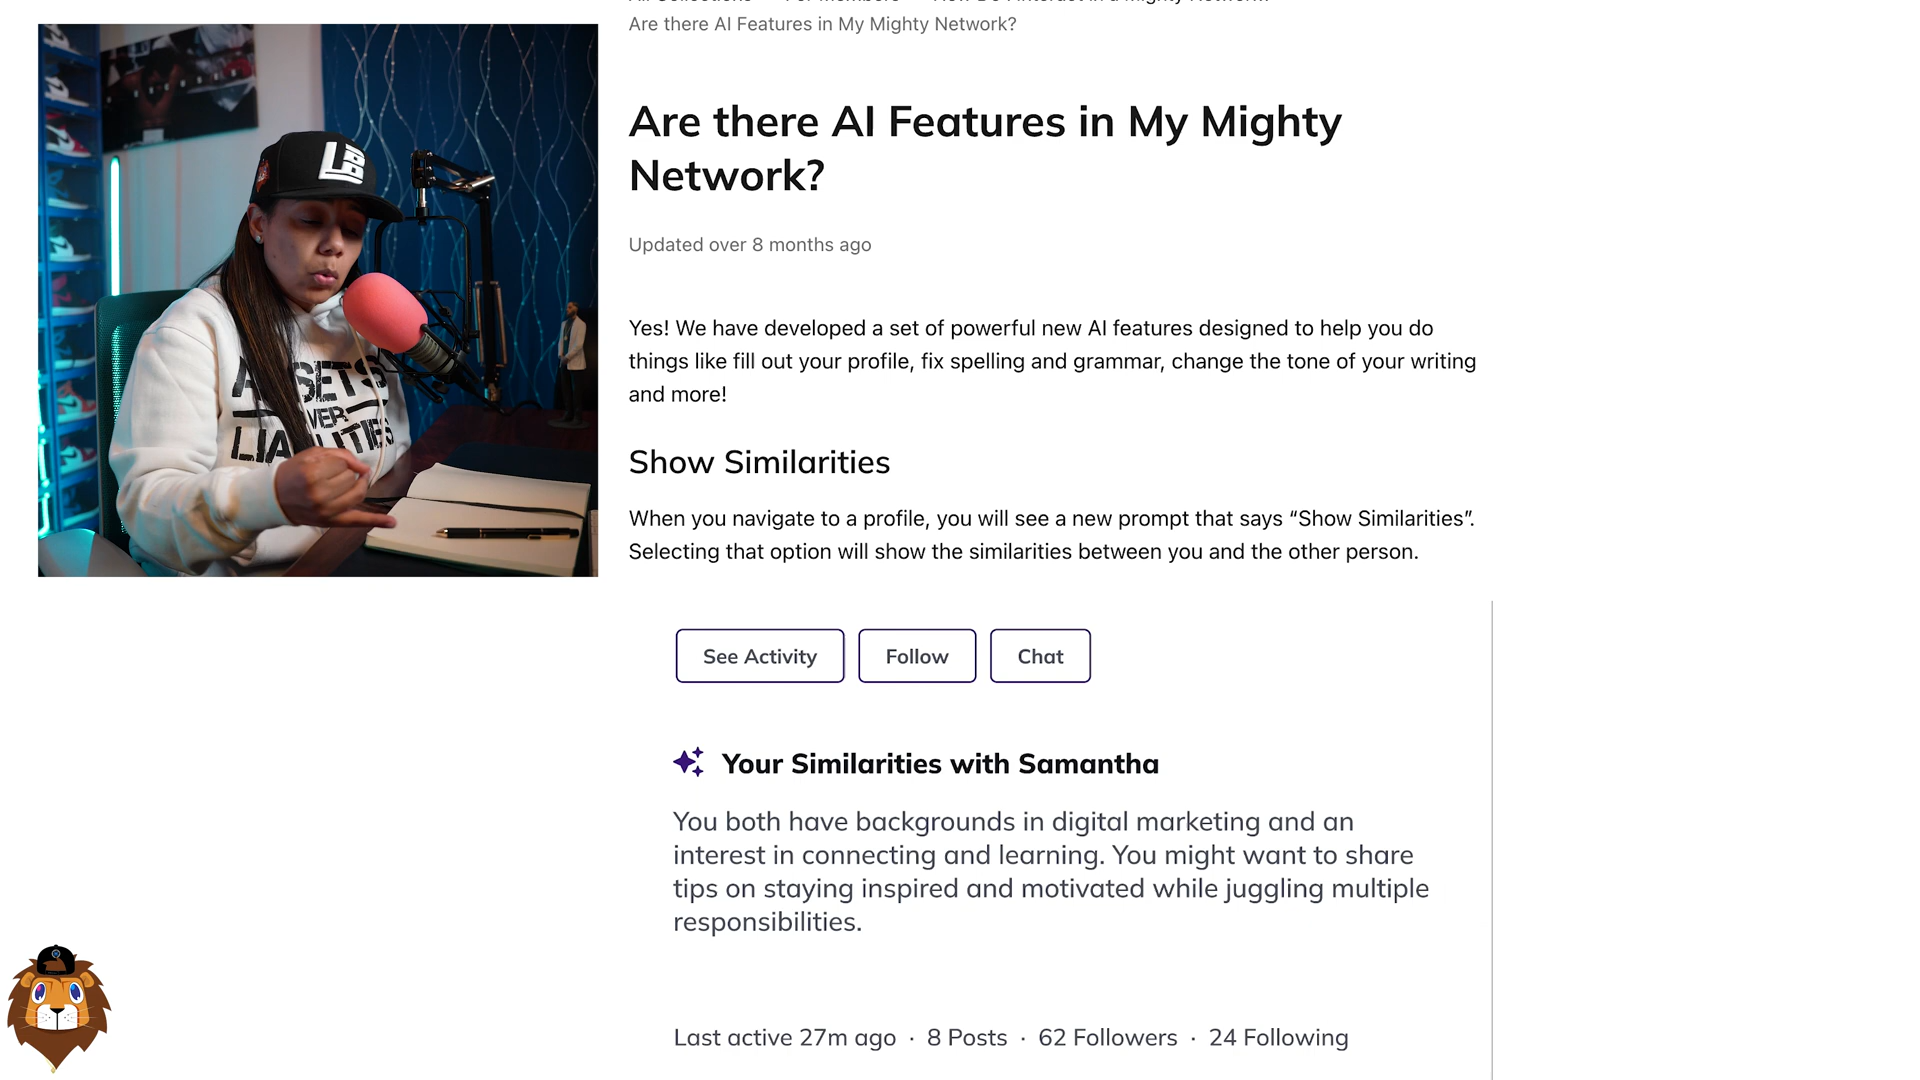 Are there AI Features in My Mighty Network?
Are there AI Features in My Mighty
Network?
Updated over 8 months ago
Yes! We have developed a set of powerful new AI features designed to help you do
things like fill out your profile, fix spelling and grammar, change the tone of your writing
and more!
Show Similarities
When you navigate to a profile, you will see a new prompt that says “Show Similarities”.
Selecting that option will show the similarities between you and the other person.
See Activity
Follow
Chat
Your Similarities with Samantha
You both have backgrounds in digital marketing and an
interest in connecting and learning. You might want to share
tips on staying inspired and motivated while juggling multiple
responsibilities.
Last active 27m ago · 8 Posts · 62 Followers · 24 Following